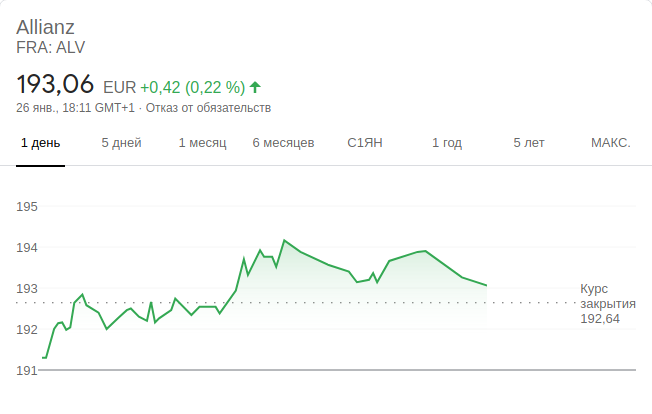 Allianz
FRA: ALV
193,06 EUR +0,42 (0,22 %)
26 янв., 18:11 GMT+1 · Отказ от обязательств
1 день 5 дней 1 месяц 6 месяцев С1ЯН 1 год 5 лет МАКС.
195
194
193
Курс
закрытия
192,64
192
191